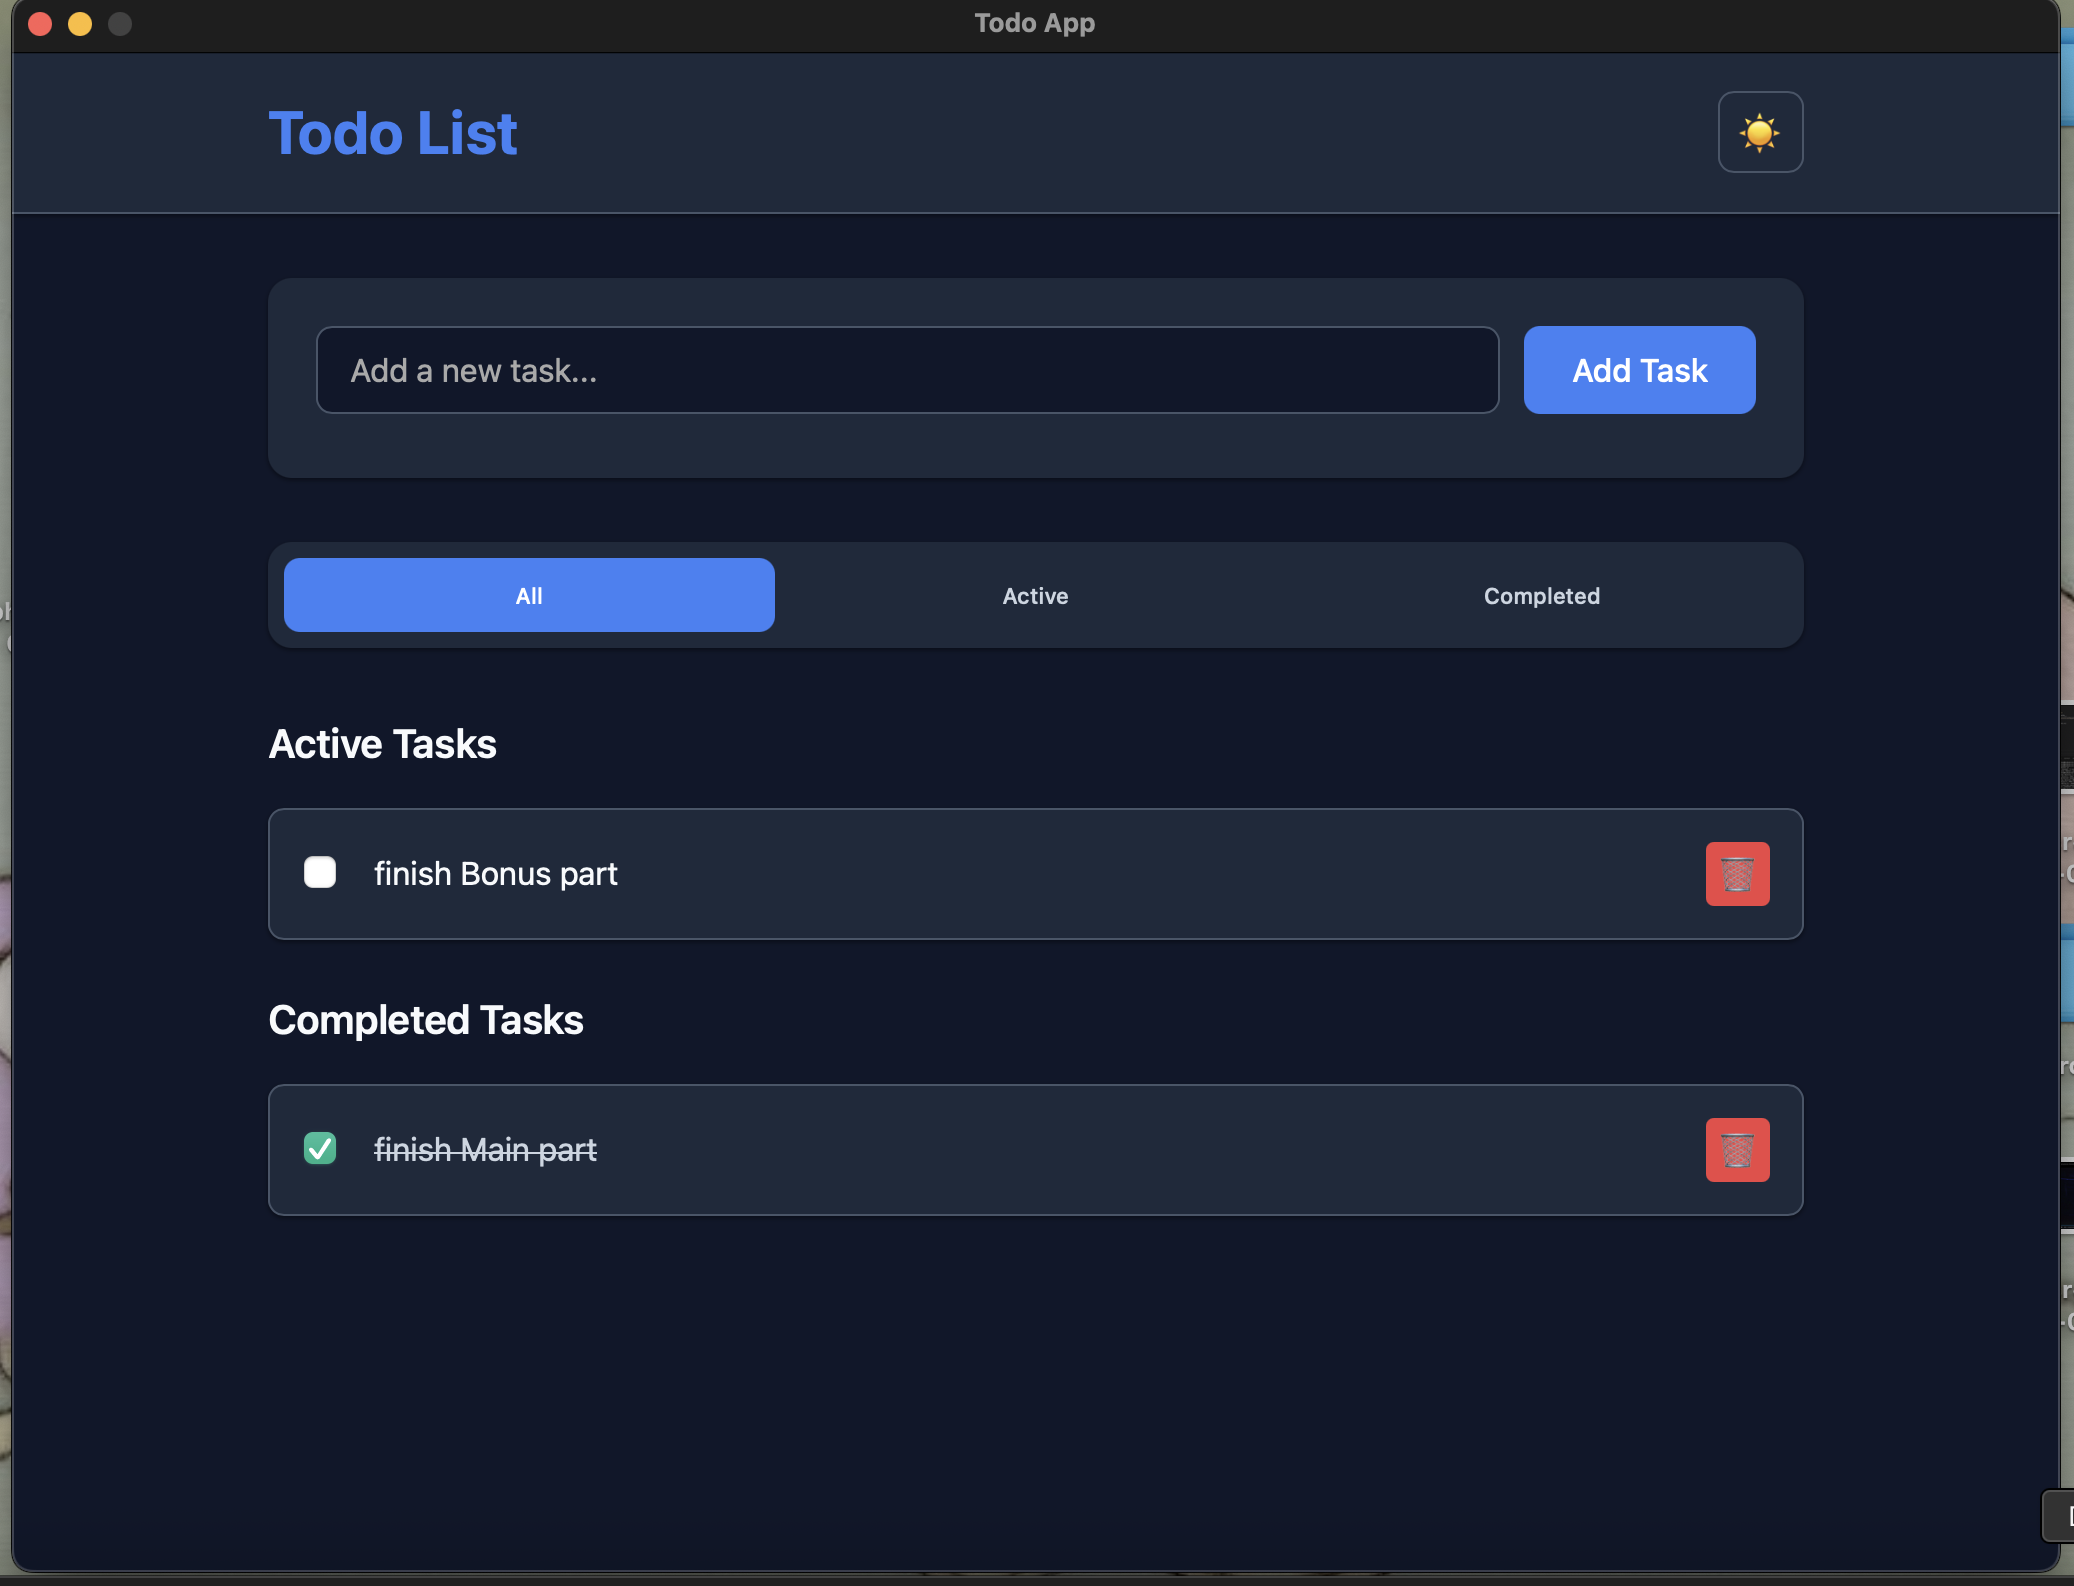 Todo App
Todo List
Add a new task...
Add Task
All
Active
Completed
Active Tasks
finish Bonus part
Completed Tasks
finish Main part